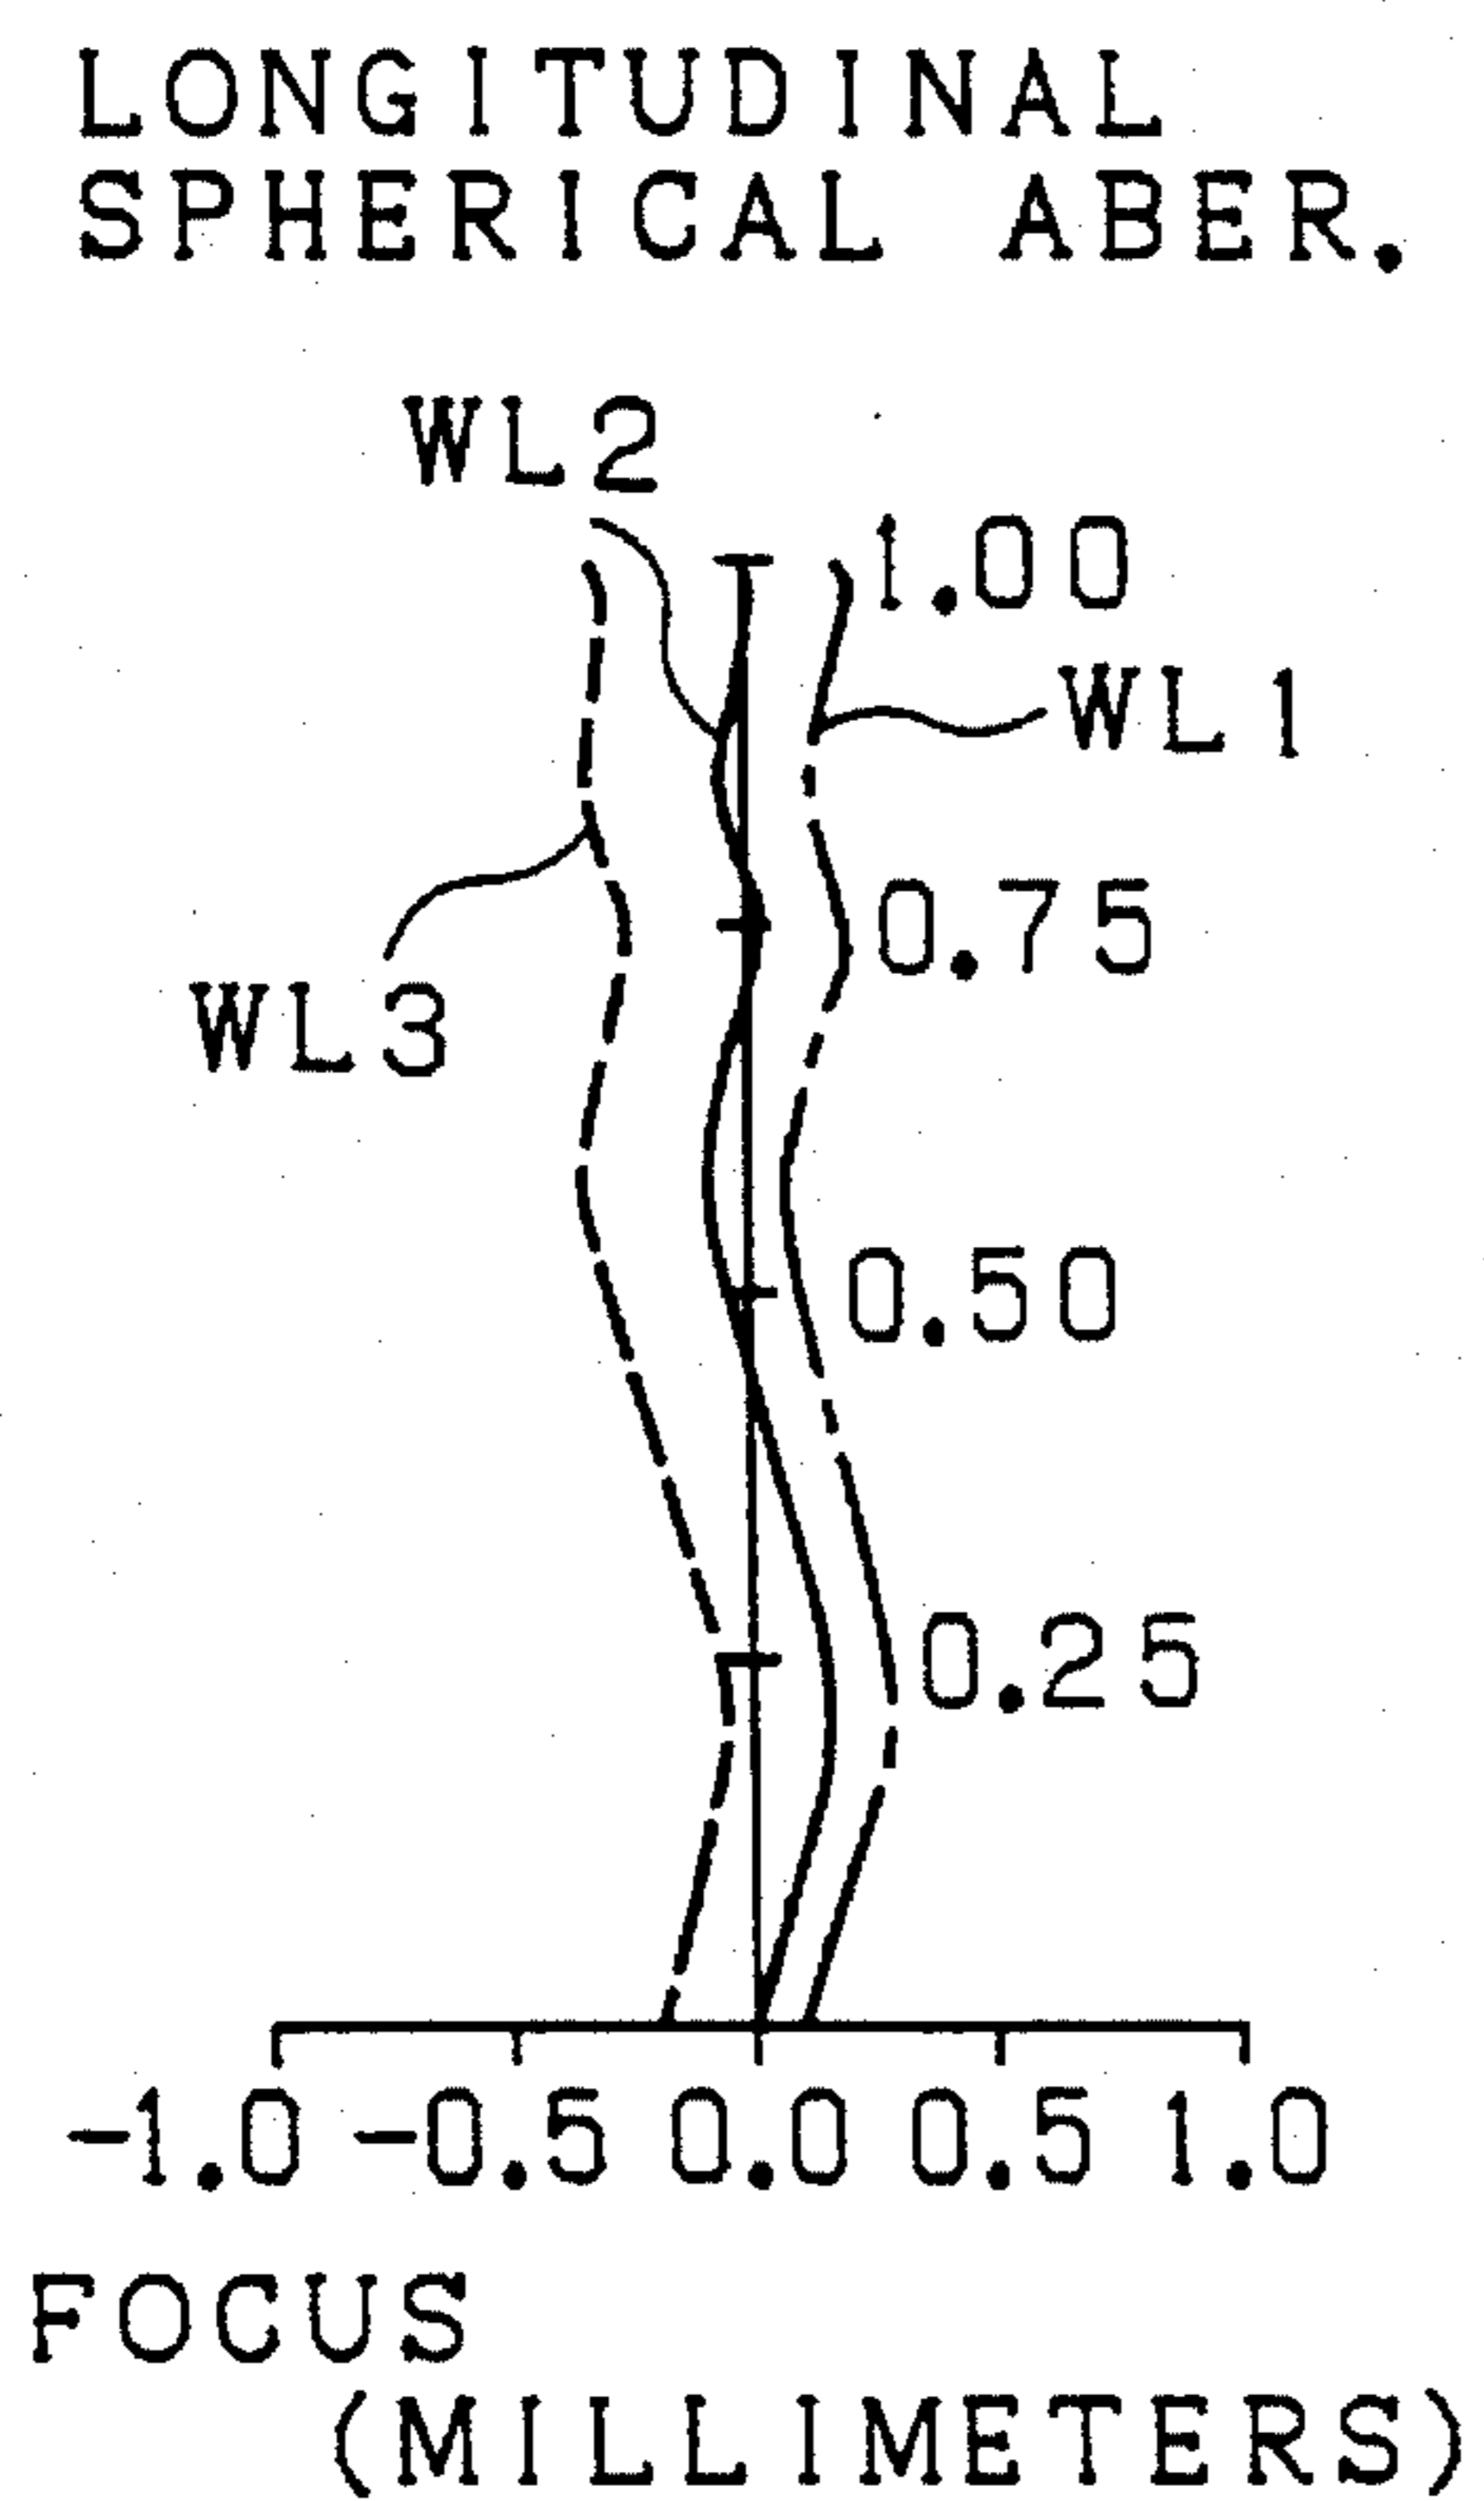 LONGITUDINAL
SPHERICAL ABER.
WL2
1.00
WL1
0.75
WL3
0.50
0.25
-1.0 -0.5 0.0 0.5 1.0
FOCUS
(MILLIMETERS)